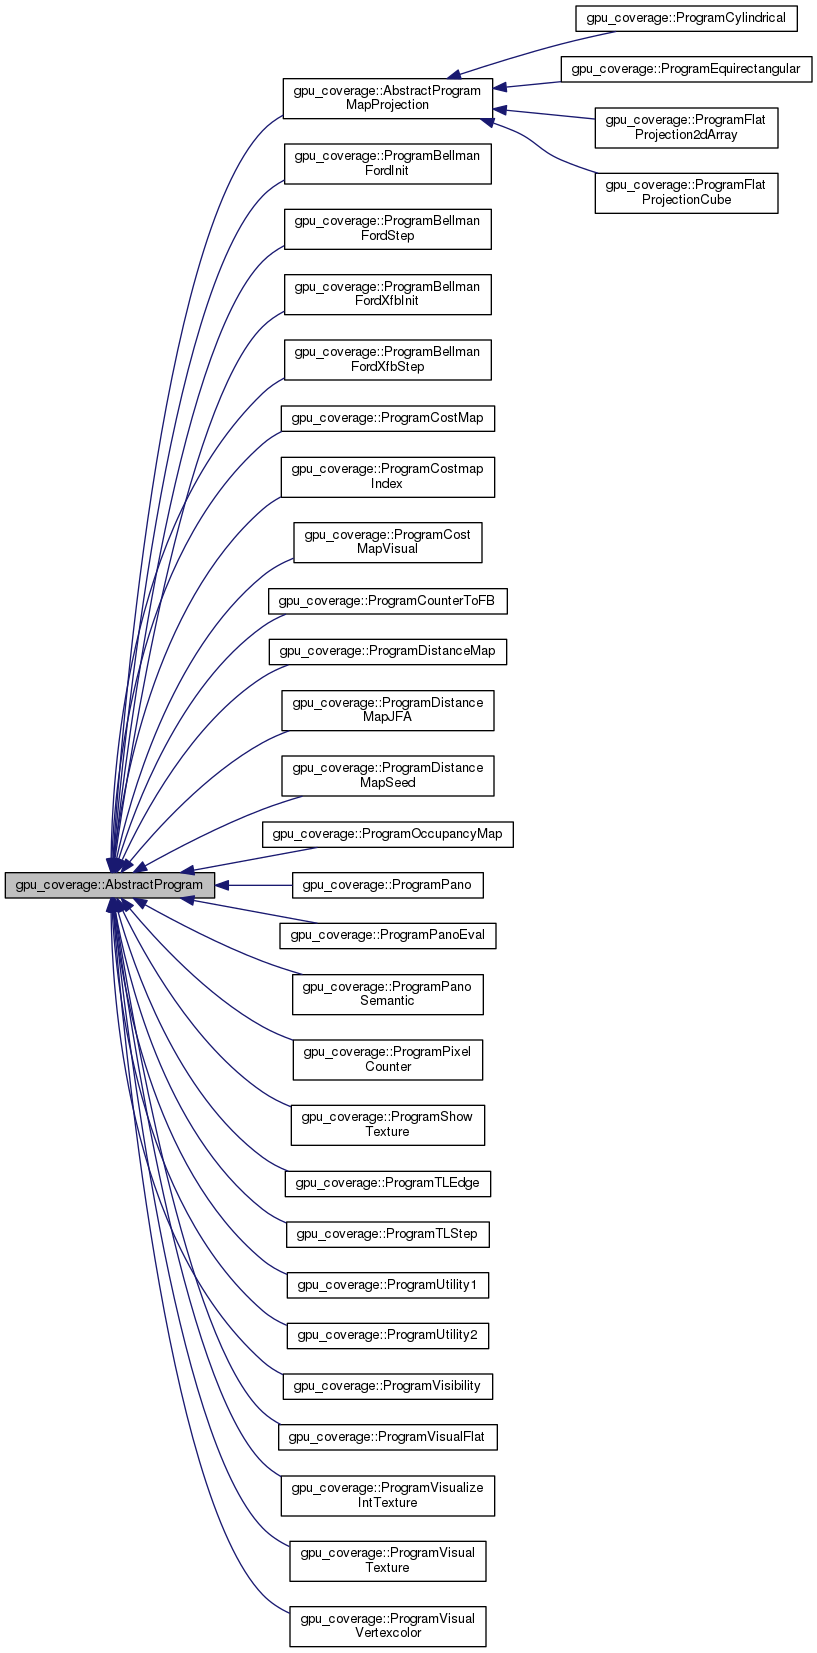 gpu_coverage::ProgramCylindrical
gpu_coverage::ProgramEquirectangular
gpu_coverage::AbstractProgram
MapProjection
gpu_coverage::ProgramFlat
Projection2dArray
gpu_coverage::ProgramFlat
ProjectionCube
gpu_coverage::ProgramBellman
FordInit
gpu_coverage::ProgramBellman
FordStep
gpu_coverage::ProgramBellman
FordXfbInit
gpu_coverage::ProgramBellman
FordXfbStep
gpu_coverage::ProgramCostMap
gpu_coverage::ProgramCostmap
Index
gpu_coverage::ProgramCost
MapVisual
gpu_coverage::ProgramCounterToFB
gpu_coverage::ProgramDistanceMap
gpu_coverage::ProgramDistance
MapJFA
gpu_coverage::ProgramDistance
MapSeed
gpu_coverage::ProgramOccupancyMap
gpu_coverage::AbstractProgram
gpu_coverage::ProgramPano
gpu_coverage::ProgramPanoEval
gpu_coverage::ProgramPano
Semantic
gpu_coverage::ProgramPixel
Counter
gpu_coverage::ProgramShow
Texture
gpu_coverage::ProgramTLEdge
gpu_coverage::ProgramTLStep
gpu_coverage::ProgramUtility1
gpu_coverage::ProgramUtility2
gpu_coverage::ProgramVisibility
gpu_coverage::ProgramVisualFlat
gpu_coverage::ProgramVisualize
IntTexture
gpu_coverage::ProgramVisual
Texture
gpu_coverage::ProgramVisual
Vertexcolor